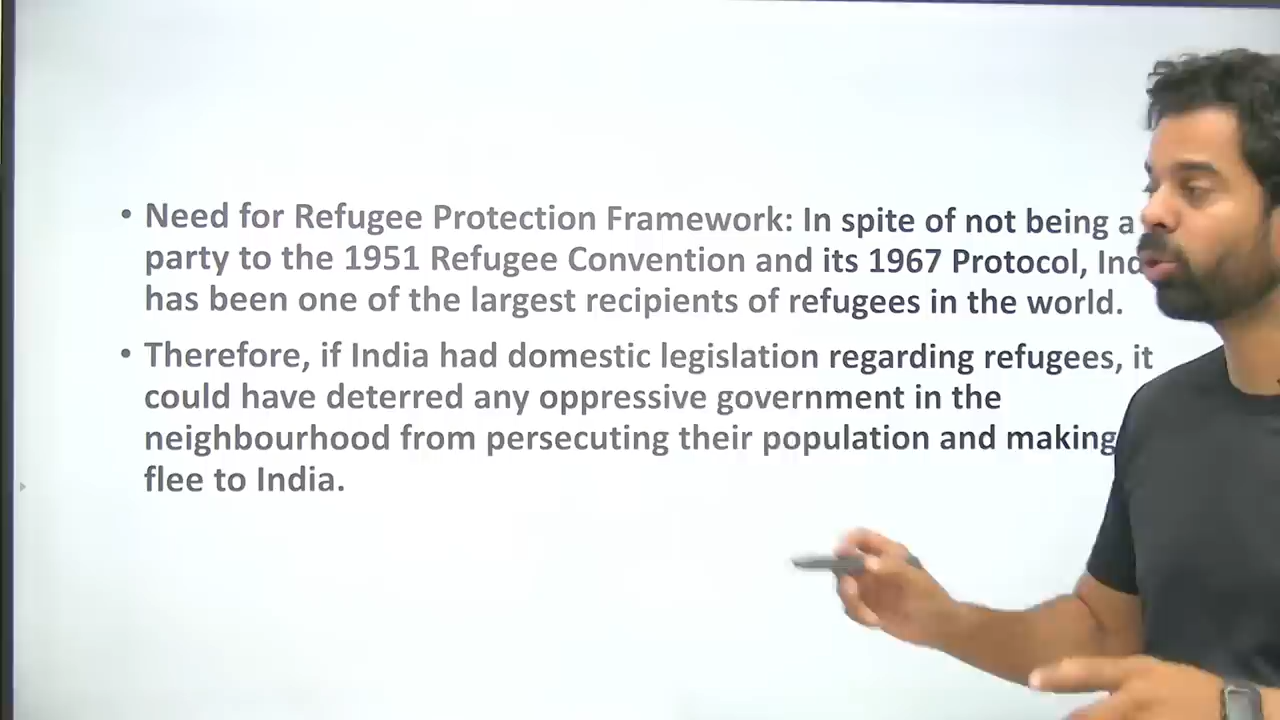 • Need for Refugee Protection Framework: In spite of not being a
party to the 1951 Refugee Convention and its 1967 Protocol,
has been one of the largest recipients of refugees in the world.
• Therefore, if India had domestic legislation regarding refugees, it
could have deterred any oppressive government in the
neighbourhood from persecuting their population and making
flee to India.